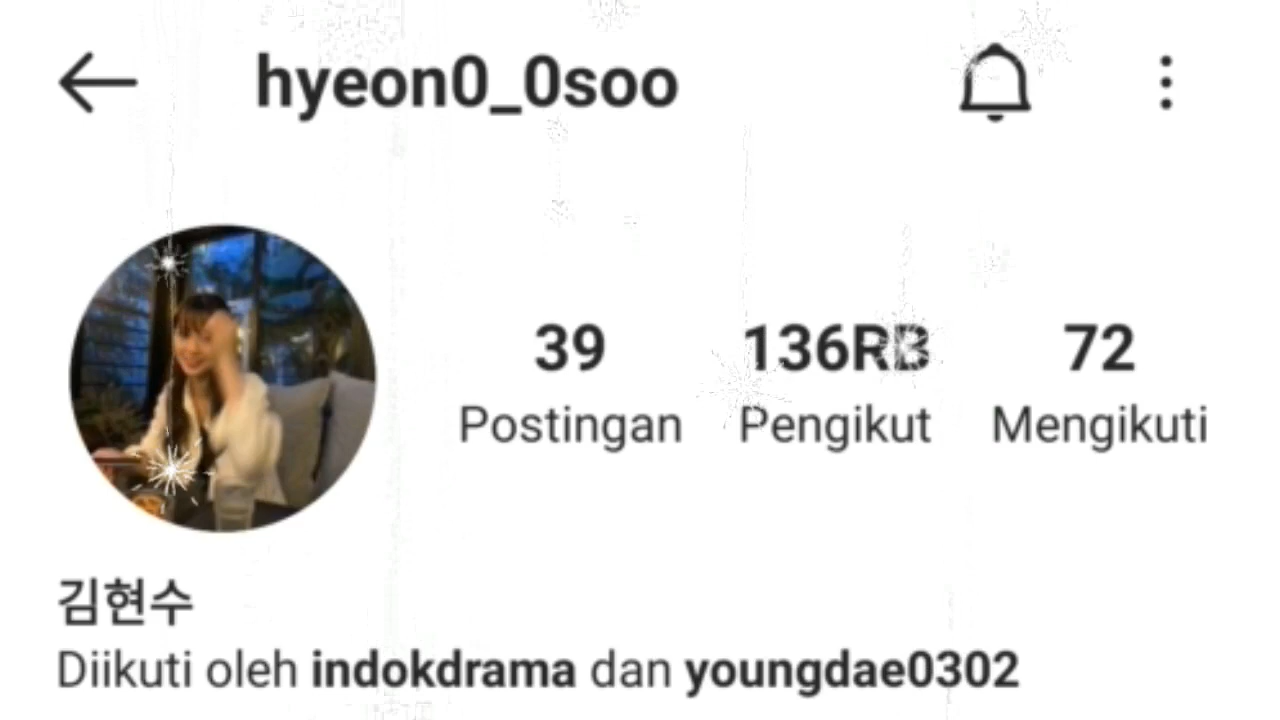 hyeon0_0soo
39 136RB 72
Postingan Pengikut Mengikuti
김현수
Diikuti oleh indokdrama dan youngdae0302